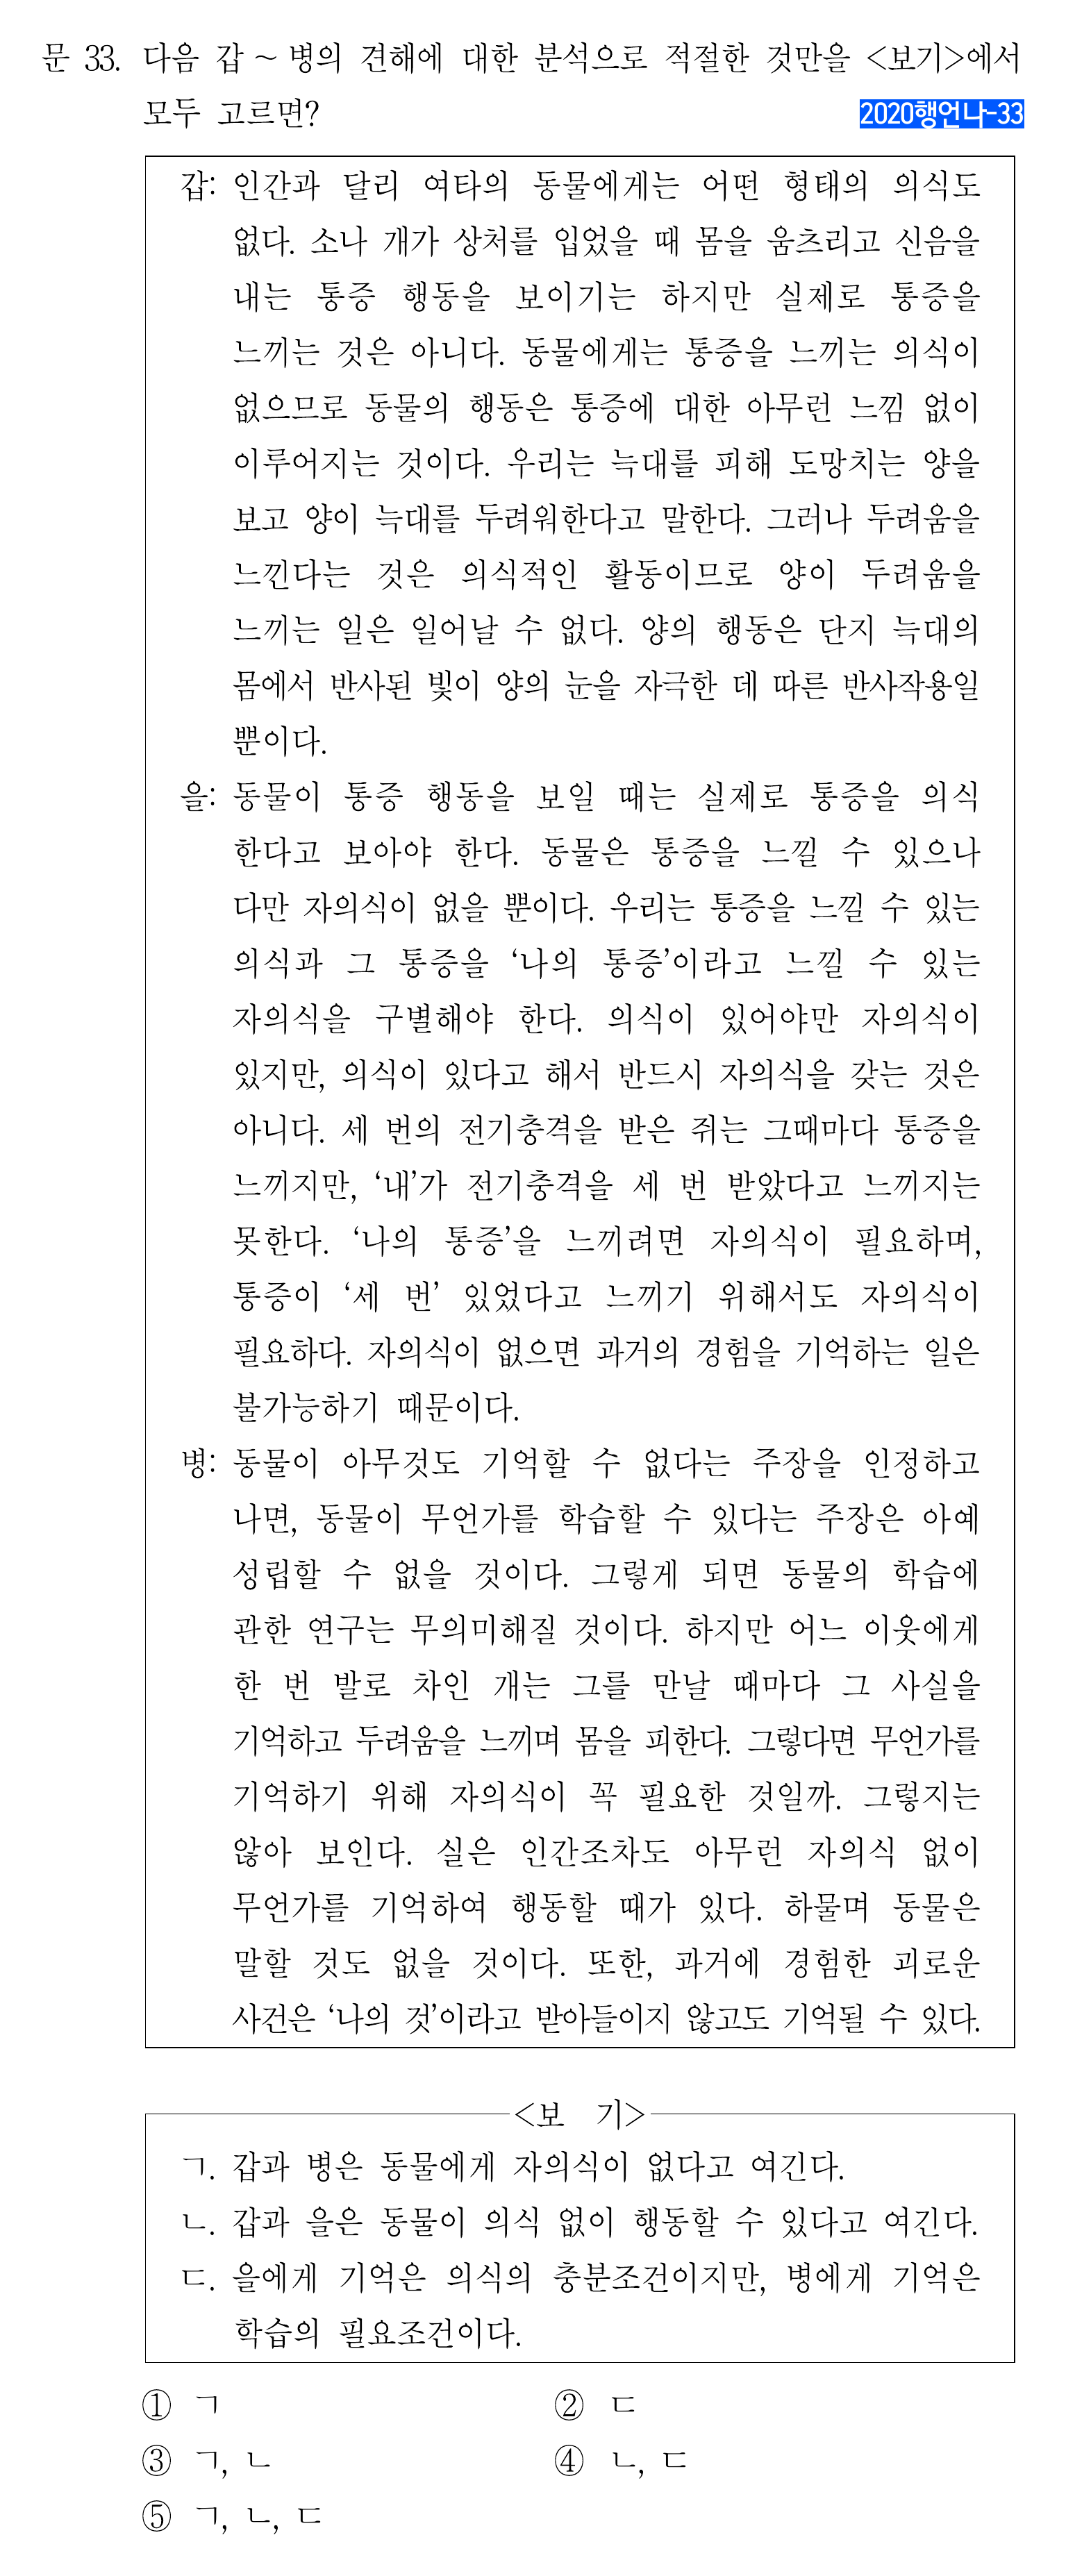 문 33. 다음 갑 ~ 병의 견해에 대한 분석으로 적절한 것만을 <보기>에서
모두 고르면?
2020행언나-33
갑: 인간과 달리 여타의 동물에게는 어떤 형태의 의식도
없다. 소나 개가 상처를 입었을 때 몸을 움츠리고 신음을
내는 통증 행동을 보이기는 하지만 실제로 통증을
느끼는 것은 아니다. 동물에게는 통증을 느끼는 의식이
없으므로 동물의 행동은 통증에 대한 아무런 느낌 없이
이루어지는 것이다. 우리는 늑대를 피해 도망치는 양을
보고 양이 늑대를 두려워한다고 말한다. 그러나 두려움을
느낀다는 것은 의식적인 활동이므로 양이 두려움을
느끼는 일은 일어날 수 없다. 양의 행동은 단지 늑대의
몸에서 반사된 빛이 양의 눈을 자극한 데 따른 반사작용일
뿐이다.
을: 동물이 통증 행동을 보일 때는 실제로 통증을 의식
한다고 보아야 한다. 동물은 통증을 느낄 수 있으나
다만 자의식이 없을 뿐이다. 우리는 통증을 느낄 수 있는
의식과 그 통증을 ‘나의 통증’이라고 느낄 수 있는
자의식을 구별해야 한다. 의식이 있어야만 자의식이
있지만, 의식이 있다고 해서 반드시 자의식을 갖는 것은
아니다. 세 번의 전기충격을 받은 쥐는 그때마다 통증을
느끼지만, ‘내’가 전기충격을 세 번 받았다고 느끼지는
못한다. ‘나의 통증’을 느끼려면 자의식이 필요하며,
통증이 ‘세 번’ 있었다고 느끼기 위해서도 자의식이
필요하다. 자의식이 없으면 과거의 경험을 기억하는 일은
불가능하기 때문이다.
병: 동물이 아무것도 기억할 수 없다는 주장을 인정하고
나면, 동물이 무언가를 학습할 수 있다는 주장은 아예
성립할 수 없을 것이다. 그렇게 되면 동물의 학습에
관한 연구는 무의미해질 것이다. 하지만 어느 이웃에게
한 번 발로 차인 개는 그를 만날 때마다 그 사실을
기억하고 두려움을 느끼며 몸을 피한다. 그렇다면 무언가를
기억하기 위해 자의식이 꼭 필요한 것일까. 그렇지는
않아 보인다. 실은 인간조차도 아무런 자의식 없이
무언가를 기억하여 행동할 때가 있다. 하물며 동물은
말할 것도 없을 것이다. 또한, 과거에 경험한 괴로운
사건은 ‘나의 것’이라고 받아들이지 않고도 기억될 수 있다.
<보 기>
ㄱ. 갑과 병은 동물에게 자의식이 없다고 여긴다.
ㄴ. 갑과 을은 동물이 의식 없이 행동할 수 있다고 여긴다.
ㄷ. 을에게 기억은 의식의 충분조건이지만, 병에게 기억은
학습의 필요조건이다.
① ㄱ ② ㄷ
③ ㄱ, ㄴ ④ ㄴ, ㄷ
⑤ ㄱ, ㄴ, ㄷ